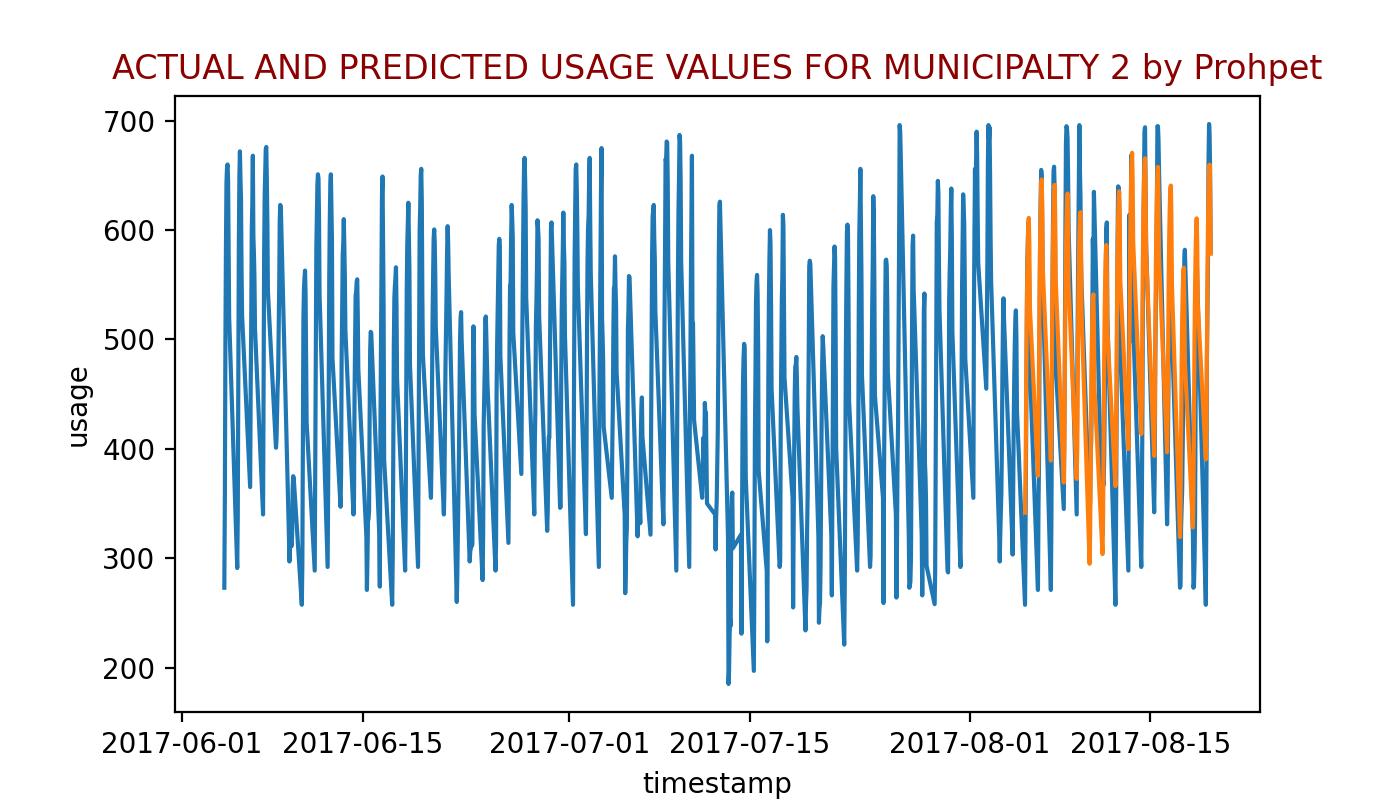 ACTUAL AND PREDICTED USAGE VALUES FOR MUNICIPALTY 2 by Prohpet
700
600
500
400
300
200
usage
2017-06-01 2017-06-15 2017-07-01 2017-07-15 2017-08-01 2017-08-15
timestamp